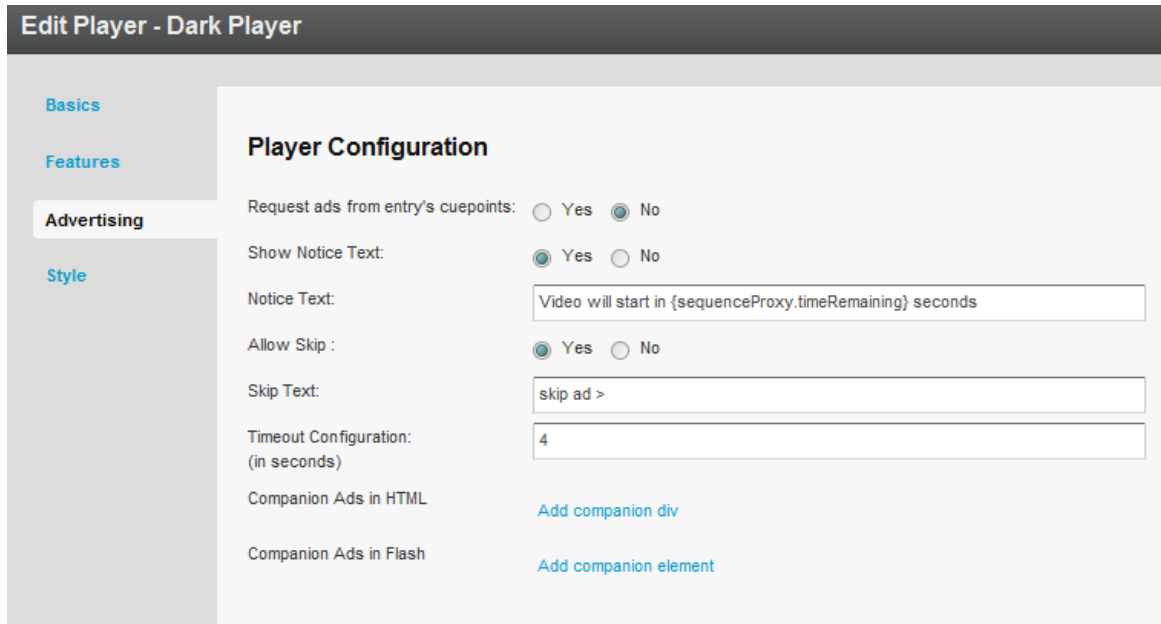 Edit Player - Dark Player
Basics
Features
Advertising
Style
Player Configuration
Request ads from entry's cuepoints: Yes No
Show Notice Text: Yes No
Notice Text: Video will start in {sequenceProxy.timeRemaining} seconds
Allow Skip : Yes No
Skip Text: skip ad >
Timeout Configuration: 4
(in seconds)
Companion Ads in HTML
Add companion div
Companion Ads in Flash
Add companion element